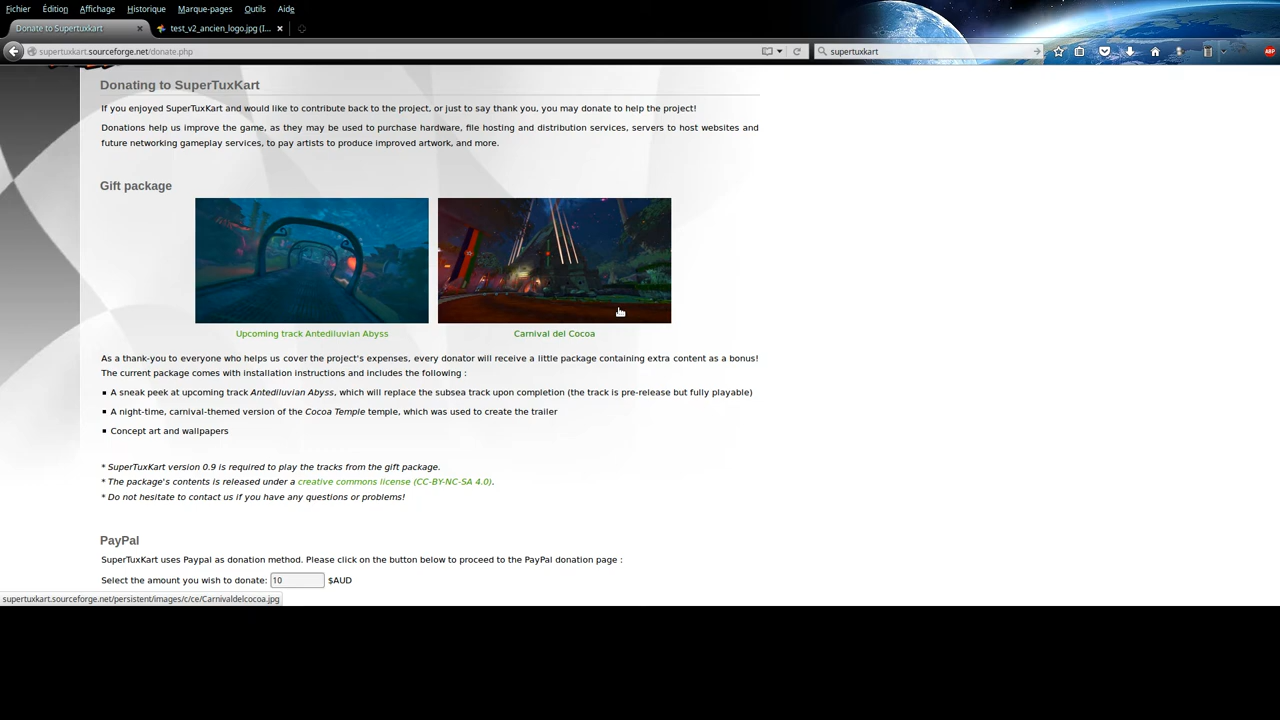 Fichier Édition Affichage Historique Marque-pages Outils Aide
Donate to Supertuxkart × test_v2_ancien_logo.jpg (I... ×
supertuxkart.sourceforge.net/donate.php supertuxkart ABP
Donating to SuperTuxKart
If you enjoyed SuperTuxKart and would like to contribute back to the project, or just to say thank you, you may donate to help the project!
Donations help us improve the game, as they may be used to purchase hardware, file hosting and distribution services, servers to host websites and
future networking gameplay services, to pay artists to produce improved artwork, and more.
Gift package
Upcoming track Antediluvian Abyss Carnival del Cocoa
As a thank-you to everyone who helps us cover the project's expenses, every donator will receive a little package containing extra content as a bonus!
The current package comes with installation instructions and includes the following :
A sneak peek at upcoming track Antediluvian Abyss, which will replace the subsea track upon completion (the track is pre-release but fully playable)
A night-time, carnival-themed version of the Cocoa Temple temple, which was used to create the trailer
Concept art and wallpapers
* SuperTuxKart version 0.9 is required to play the tracks from the gift package.
* The package's contents is released under a creative commons license (CC-BY-NC-SA 4.0).
* Do not hesitate to contact us if you have any questions or problems!
PayPal
SuperTuxKart uses Paypal as donation method. Please click on the button below to proceed to the PayPal donation page :
Select the amount you wish to donate: 10 $AUD
supertuxkart.sourceforge.net/persistent/images/c/ce/Carnivaldelcocoa.jpg